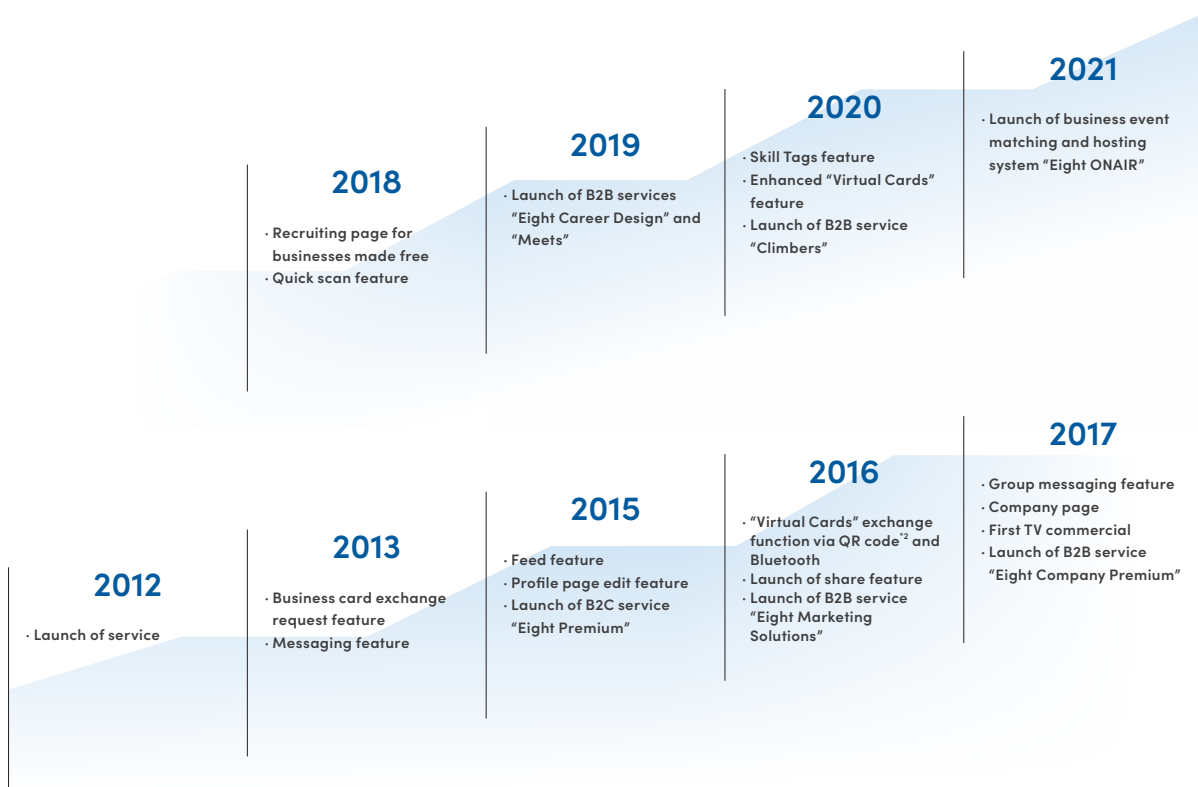 2018
· Recruiting page for
businesses made free
· Quick scan feature
2019
· Launch of B2B services
“Eight Career Design” and
“Meets”
2020
· Skill Tags feature
· Enhanced “Virtual Cards”
feature
· Launch of B2B service
“Climbers”
2021
· Launch of business event
matching and hosting
system “Eight ONAIR”
2012
· Launch of service
2013
· Business card exchange
request feature
· Messaging feature
2015
· Feed feature
· Profile page edit feature
· Launch of B2C service
“Eight Premium”
2016
· “Virtual Cards” exchange
function via QR code*2 and
Bluetooth
· Launch of share feature
· Launch of B2B service
“Eight Marketing
Solutions”
2017
· Group messaging feature
· Company page
· First TV commercial
· Launch of B2B service
“Eight Company Premium”